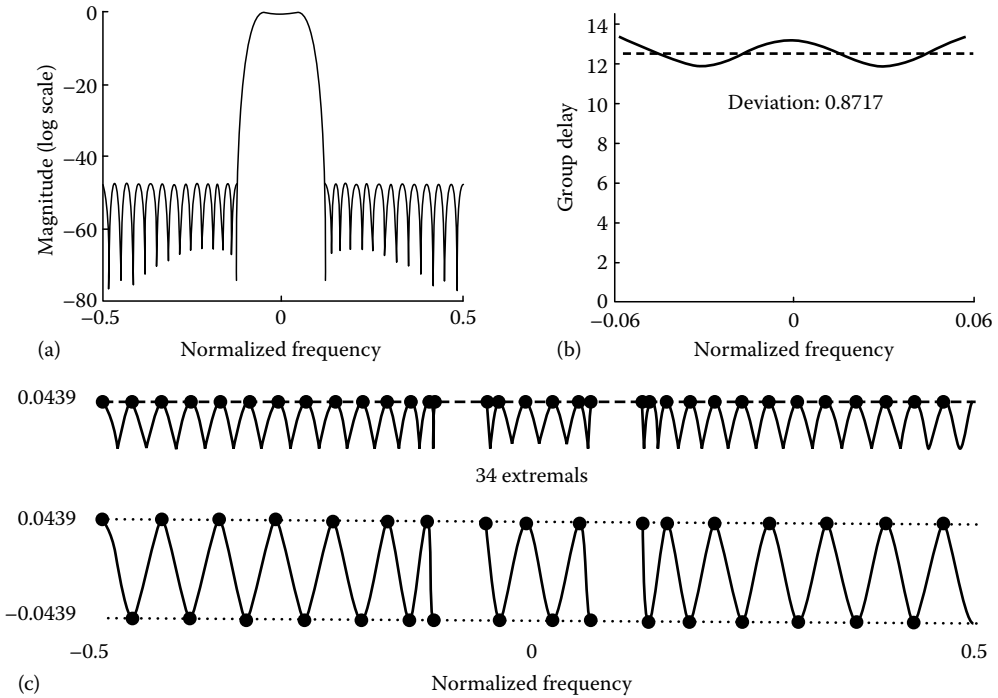 0
−20
−40
−60
−80
−0.5
0
0.5
Magnitude (log scale)
Normalized frequency
(a)
14
12
10
8
6
4
2
0
−0.06
0
0.06
Group delay
Deviation: 0.8717
Normalized frequency
(b)
0.0439
34 extremals
0.0439
−0.0439
−0.5
0
0.5
Normalized frequency
(c)